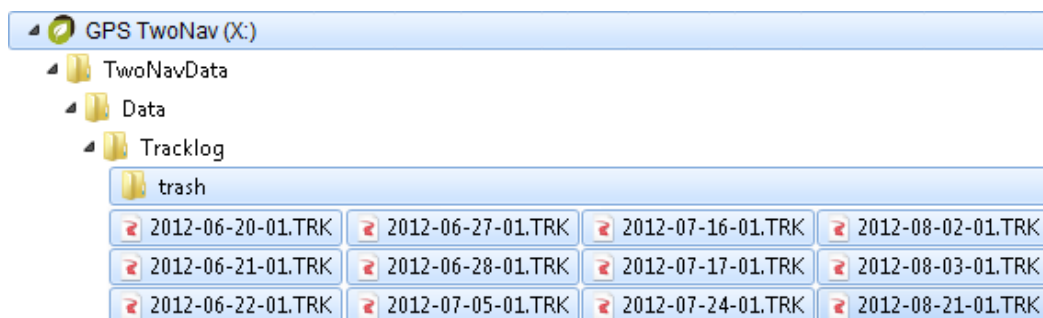 GPS TwoNav (X:)
TwoNavData
Data
Tracklog
trash
2012-06-20-01.TRK 2012-06-27-01.TRK 2012-07-16-01.TRK 2012-08-02-01.TRK
2012-06-21-01.TRK 2012-06-28-01.TRK 2012-07-17-01.TRK 2012-08-03-01.TRK
2012-06-22-01.TRK 2012-07-05-01.TRK 2012-07-24-01.TRK 2012-08-21-01.TRK